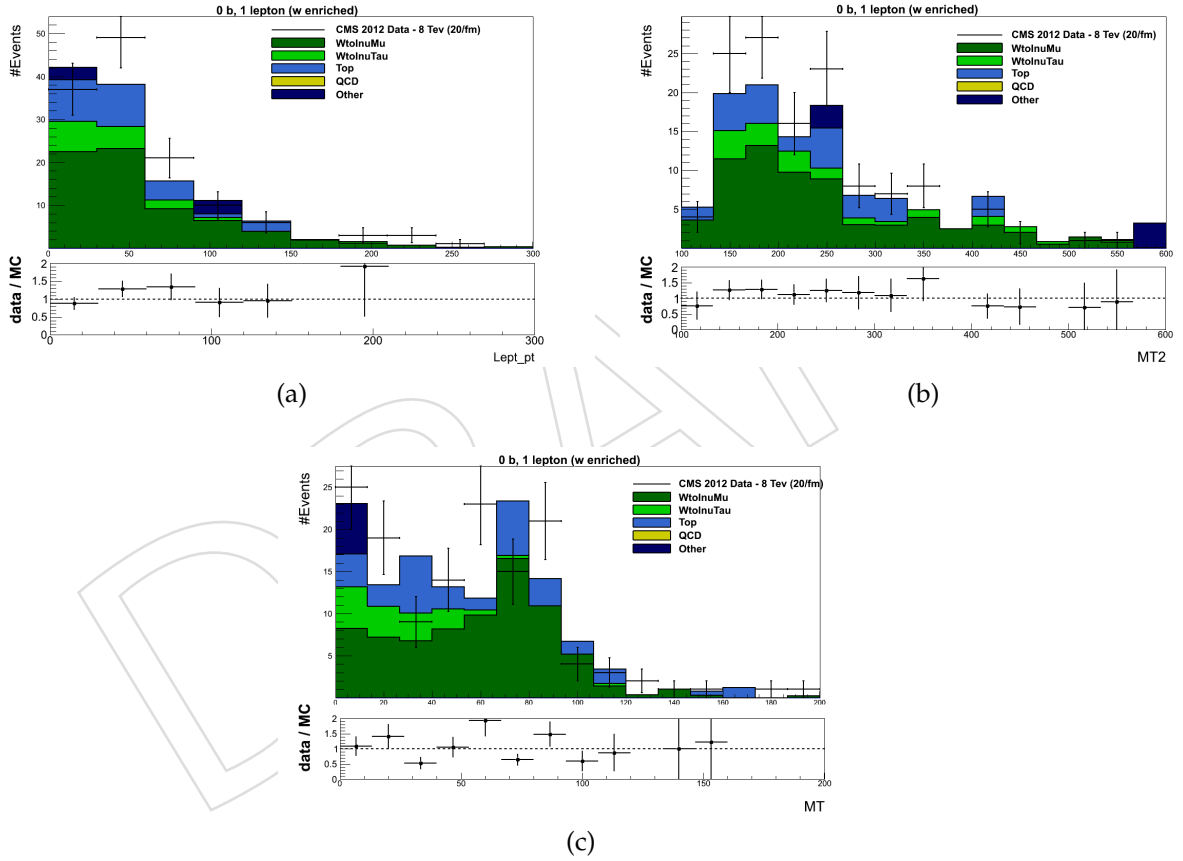 0 b, 1 lepton (w enriched)
#Events
CMS 2012 Data - 8 Tev (20/fm)
WtolnuMu
WtolnuTau
Top
QCD
Other
50
40
30
20
10
0 50 100 150 200 250 300
data / MC
2
1.5
1
0.5
0
0 100 200 300
Lept_pt
(a)
0 b, 1 lepton (w enriched)
#Events
CMS 2012 Data - 8 Tev (20/fm)
WtolnuMu
WtolnuTau
Top
QCD
Other
25
20
15
10
5
100 150 200 250 300 350 400 450 500 550 600
data / MC
2
1.5
1
0.5
0
100 200 300 400 500 600
MT2
(b)
0 b, 1 lepton (w enriched)
#Events
CMS 2012 Data - 8 Tev (20/fm)
WtolnuMu
WtolnuTau
Top
QCD
Other
25
20
15
10
5
0 20 40 60 80 100 120 140 160 180 200
data / MC
2
1.5
1
0.5
0
0 50 100 150 200
MT
(c)